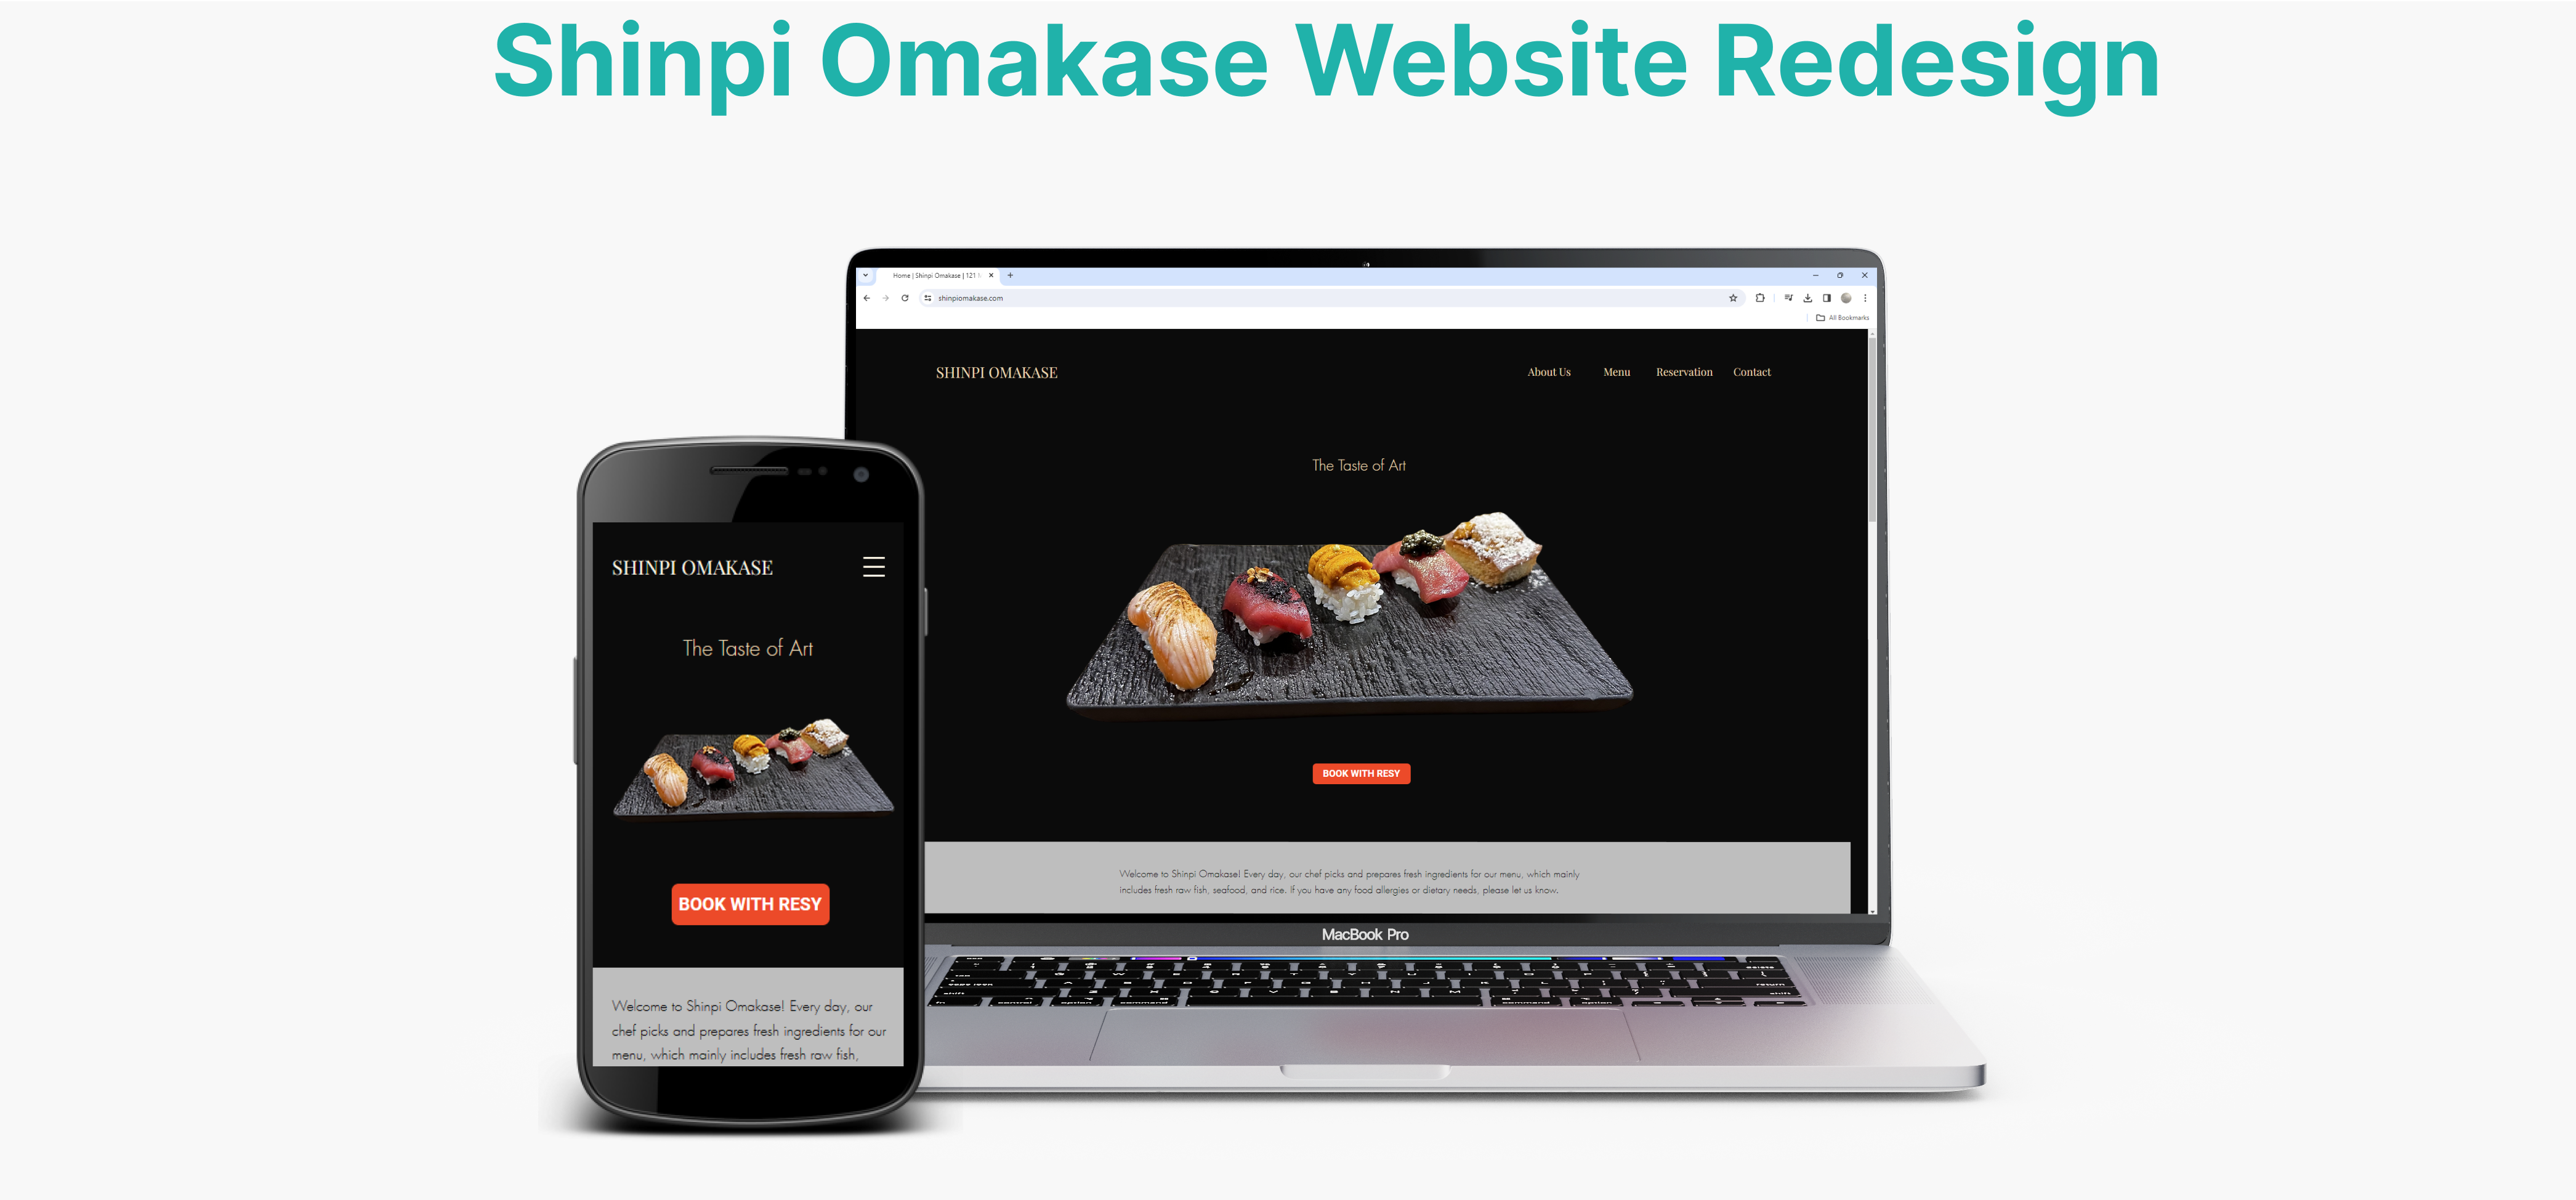 Shinpi Omakase Website Redesign
Home | Shinpi Omakase | 121
shinpiomakase.com
All Bookmarks
SHINPI OMAKASE
About Us Menu Reservation Contact
The Taste of Art
BOOK WITH RESY
Welcome to Shinpi Omakase! Every day, our chef picks and prepares fresh ingredients for our menu, which mainly
includes fresh raw fish, seafood, and rice. If you have any food allergies or dietary needs, please let us know.
MacBook Pro
SHINPI OMAKASE
The Taste of Art
BOOK WITH RESY
Welcome to Shinpi Omakase! Every day, our
chef picks and prepares fresh ingredients for our
menu, which mainly includes fresh raw fish,